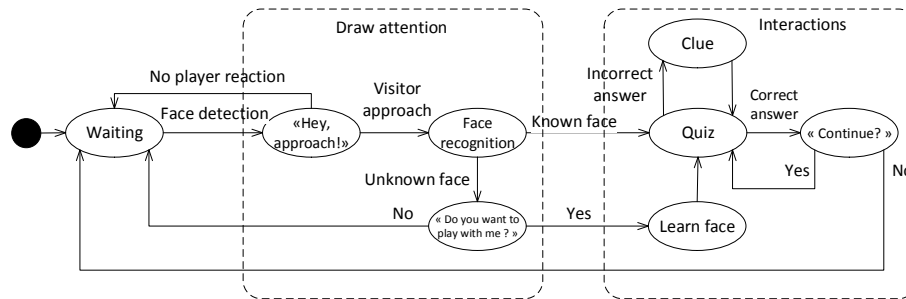 Draw attention
Interactions
Clue
No player reaction
Visitor
approach
Incorrect
answer
Correct
answer
Waiting
Face detection
«Hey,
approach!»
Face
recognition
Known face
Quiz
« Continue? »
Unknown face
Yes
No
No
« Do you want to
play with me ? »
Yes
Learn face